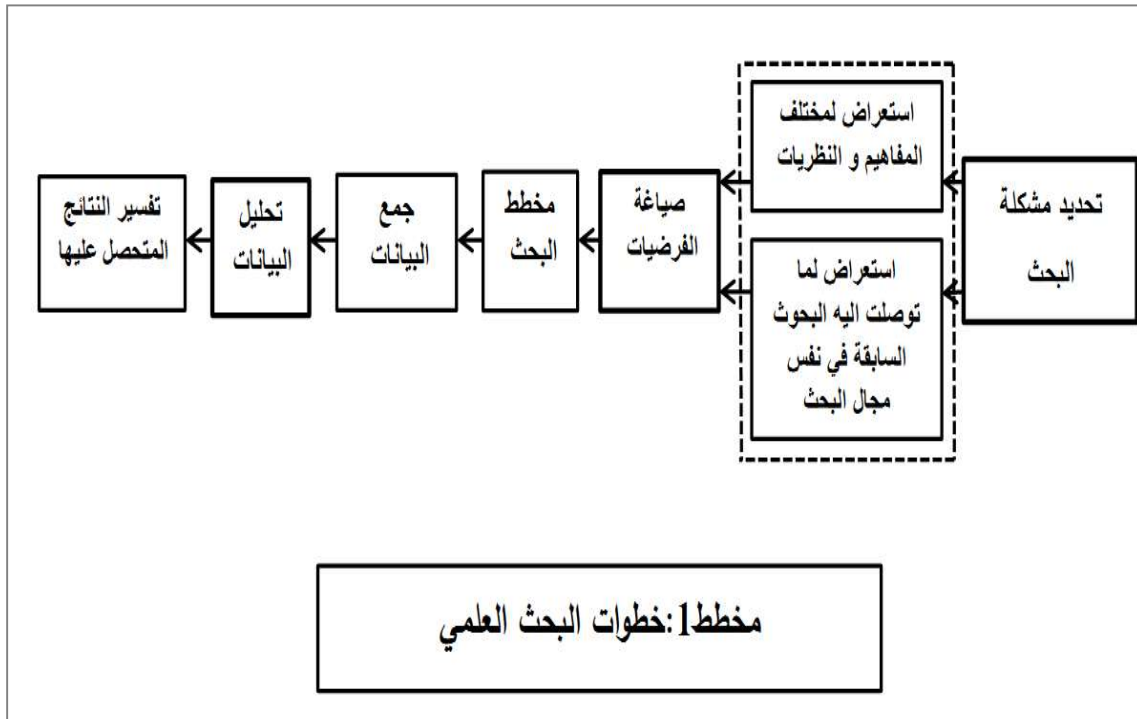 تحديد مشكلة
البحث
استعراض لمختلف
المفاهيم و النظريات
استعراض لما
توصلت اليه البحوث
السابقة في نفس
مجال البحث
صياغة
الفرضيات
مخطط
البحث
جمع
البيانات
تحليل
البيانات
تفسير النتائج
المتحصل عليها
مخطط1:خطوات البحث العلمي